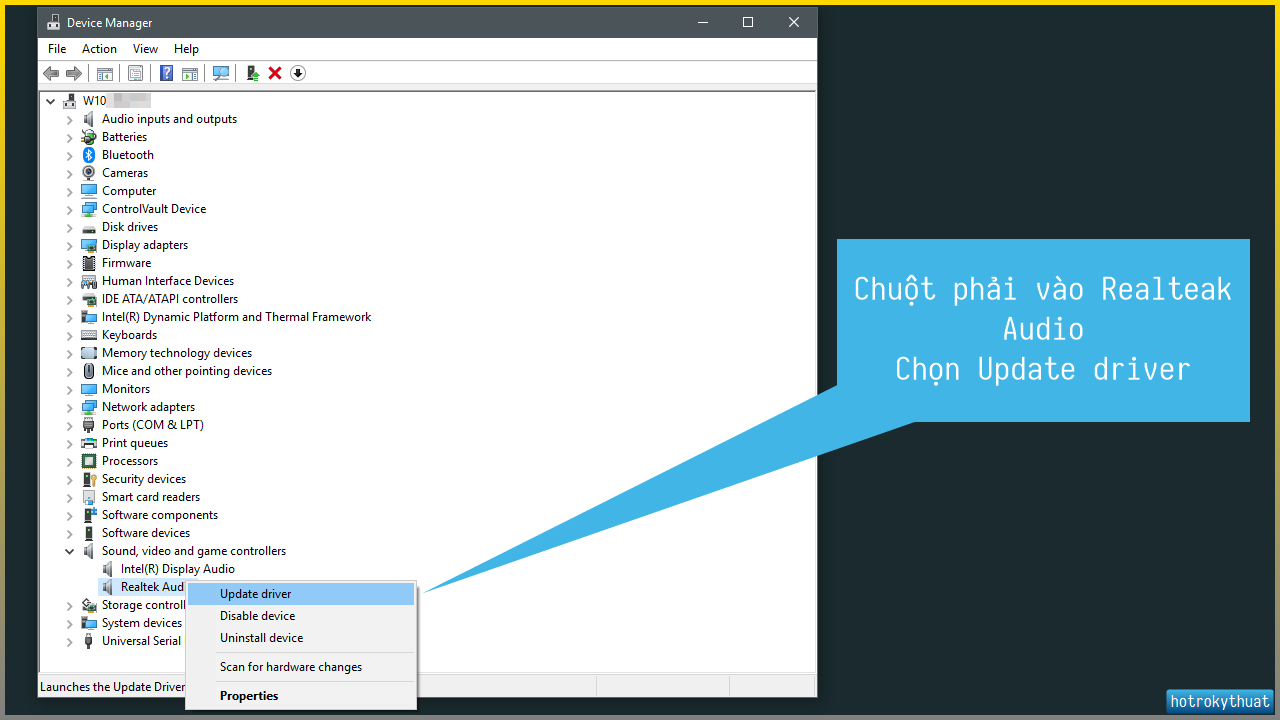 Device Manager
File Action View Help
W10
Audio inputs and outputs
Batteries
Bluetooth
Cameras
Computer
ControlVault Device
Disk drives
Display adapters
Firmware
Human Interface Devices
IDE ATA/ATAPI controllers
Intel(R) Dynamic Platform and Thermal Framework
Keyboards
Memory technology devices
Mice and other pointing devices
Monitors
Network adapters
Ports (COM & LPT)
Print queues
Processors
Security devices
Smart card readers
Software components
Software devices
Sound, video and game controllers
Intel(R) Display Audio
Realtek Aud
Storage controll
System devices
Universal Serial
Update driver
Disable device
Uninstall device
Scan for hardware changes
Properties
Launches the Update Driver
Chuột phải vào Realteak
Audio
Chọn Update driver
hotrokythuat